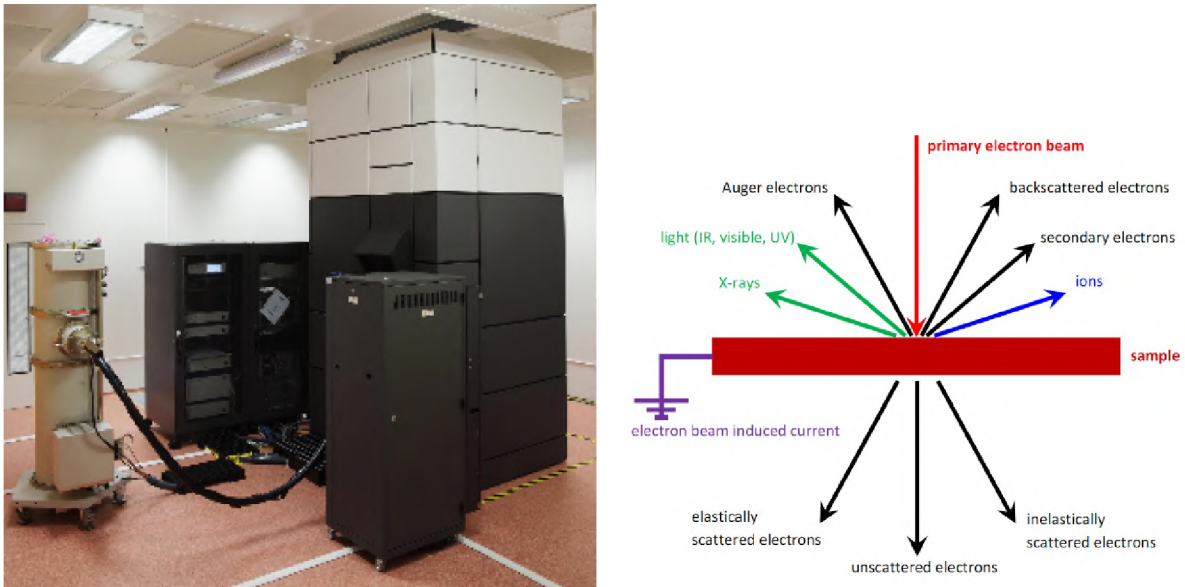 primary electron beam
Auger electrons
backscattered electrons
light (IR, visible, UV)
secondary electrons
X-rays
ions
sample
electron beam induced current
elastically
scattered electrons
inelastically
scattered electrons
unscattered electrons